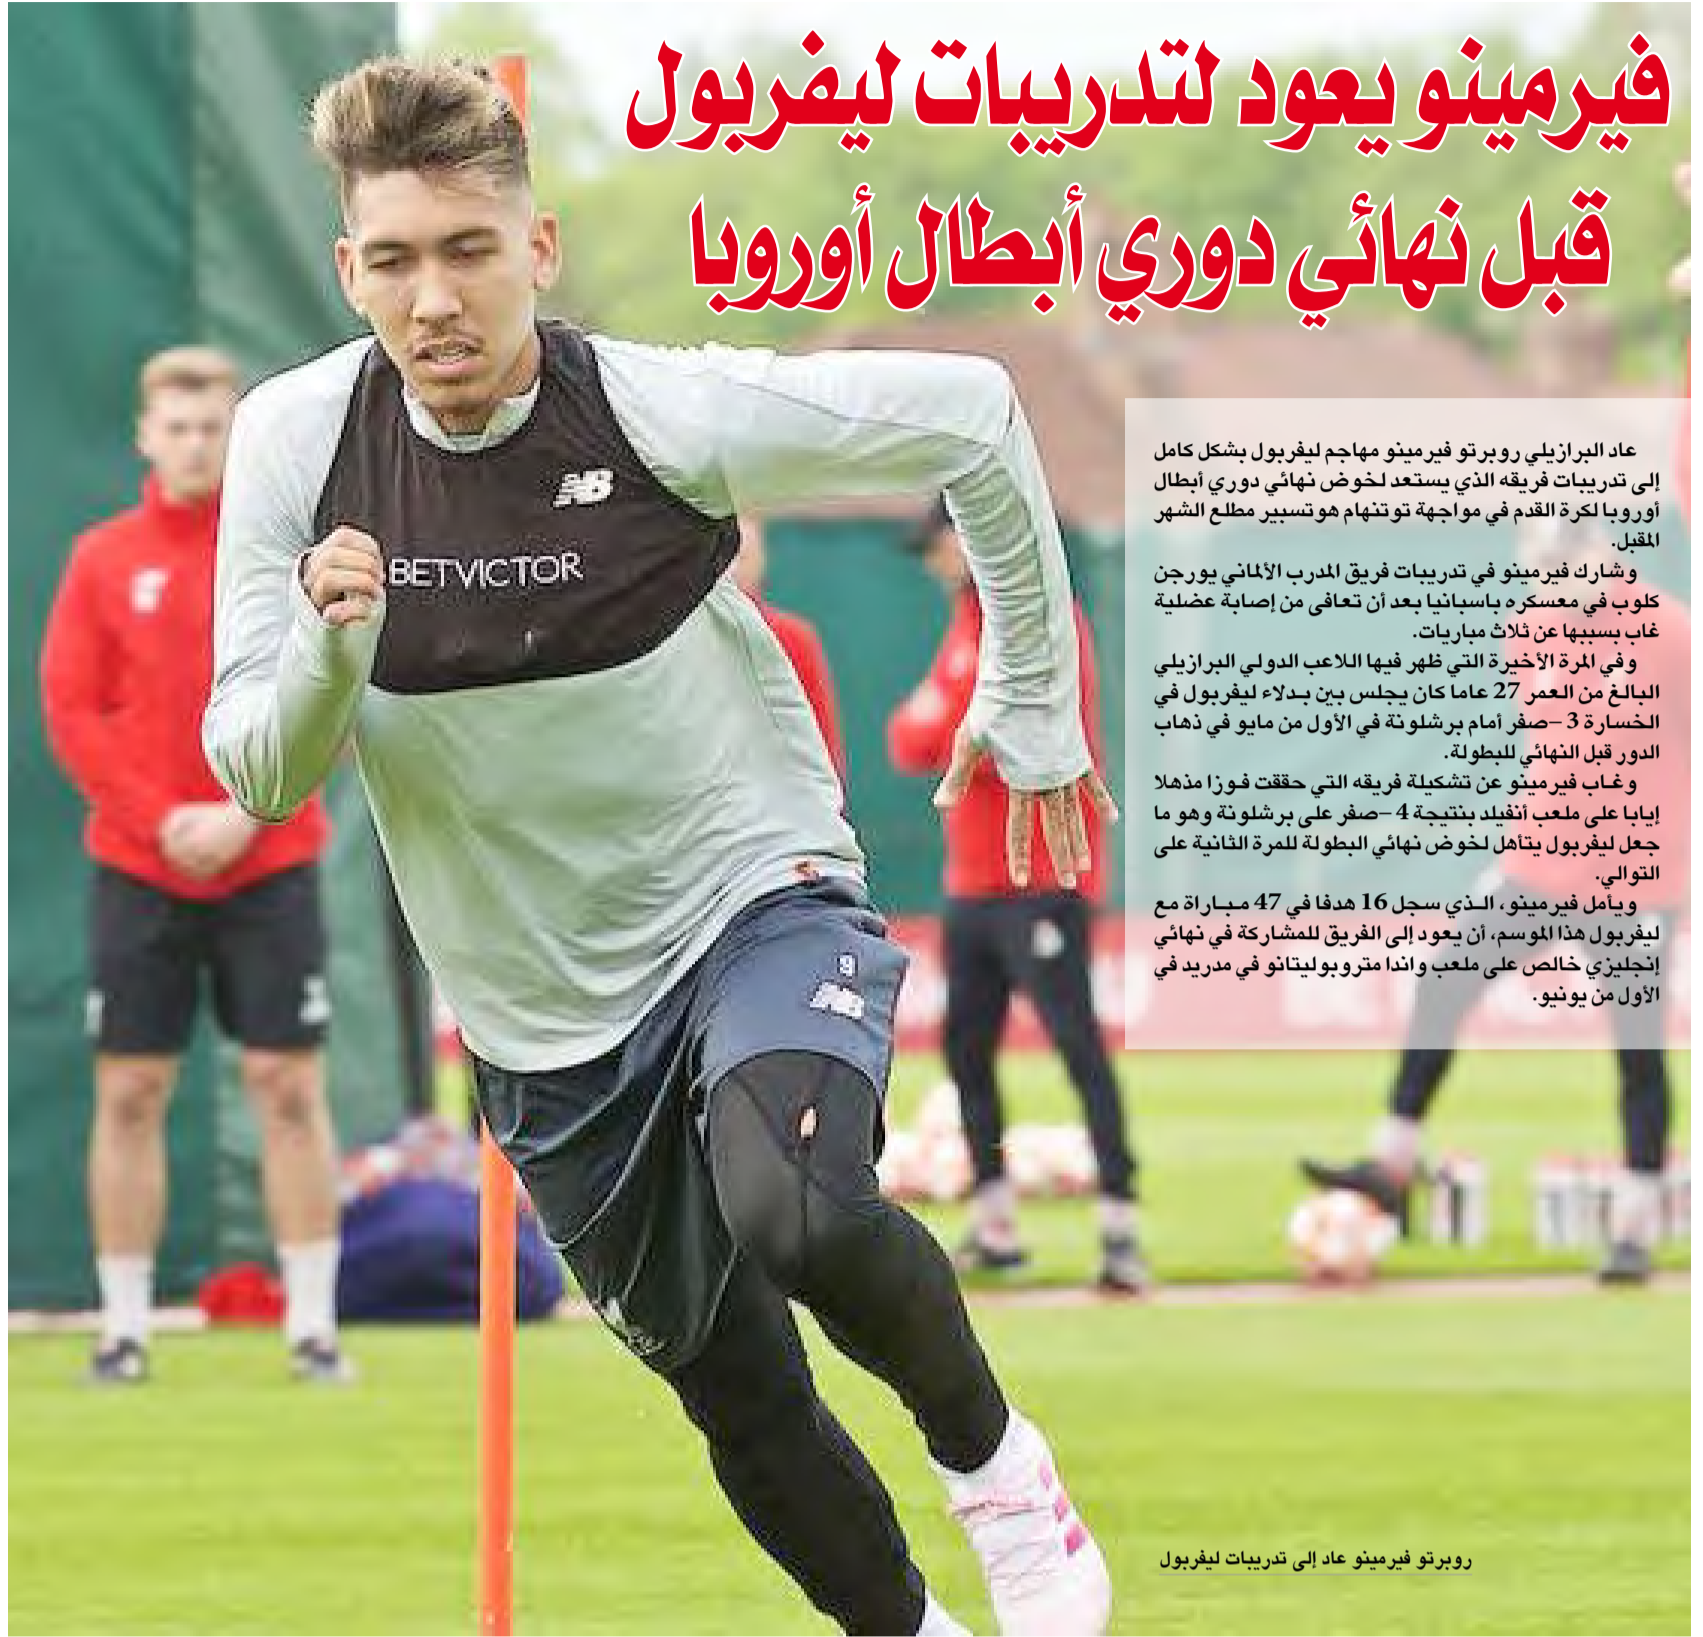 فيرمينو يعود لتدريبات ليفربول
قبل نهائي دوري أبطال أوروبا
عاد البرازيلي روبرتو فيرمينو مهاجم ليفربول بشكل كامل
إلى تدريبات فريقه الذي يستعد لخوض نهائي دوري أبطال
أوروبا لكرة القدم في مواجهة توتنهام هوتسبير مطلع الشهر
المقبل.
وشارك فيرمينو في تدريبات فريق المدرب الألماني يورجن
كلوب في معسكره باسبانيا بعد أن تعافى من إصابة عضلية
غاب بسببها عن ثلاث مباريات.
وفي المرة الأخيرة التي ظهر فيها اللاعب الدولي البرازيلي
البالغ من العمر 27 عاما كان يجلس بين بدلاء ليفربول في
الخسارة 3 –صفر أمام برشلونة في الأول من مايو في ذهاب
الدور قبل النهائي للبطولة.
وغاب فيرمينو عن تشكيلة فريقه التي حققت فوزا مذهلا
إيابا على ملعب أنفيلد بنتيجة 4 –صفر على برشلونة وهو ما
جعل ليفربول يتأهل لخوض نهائي البطولة للمرة الثانية على
التوالي.
ويأمل فيرمينو، الذي سجل 16 هدفا في 47 مباراة مع
ليفربول هذا الموسم، أن يعود إلى الفريق للمشاركة في نهائي
إنجليزي خالص على ملعب واندا متروبوليتانو في مدريد في
الأول من يونيو.
NB
BETVICTOR
9
NB
روبرتو فيرمينو عاد إلى تدريبات ليفربول